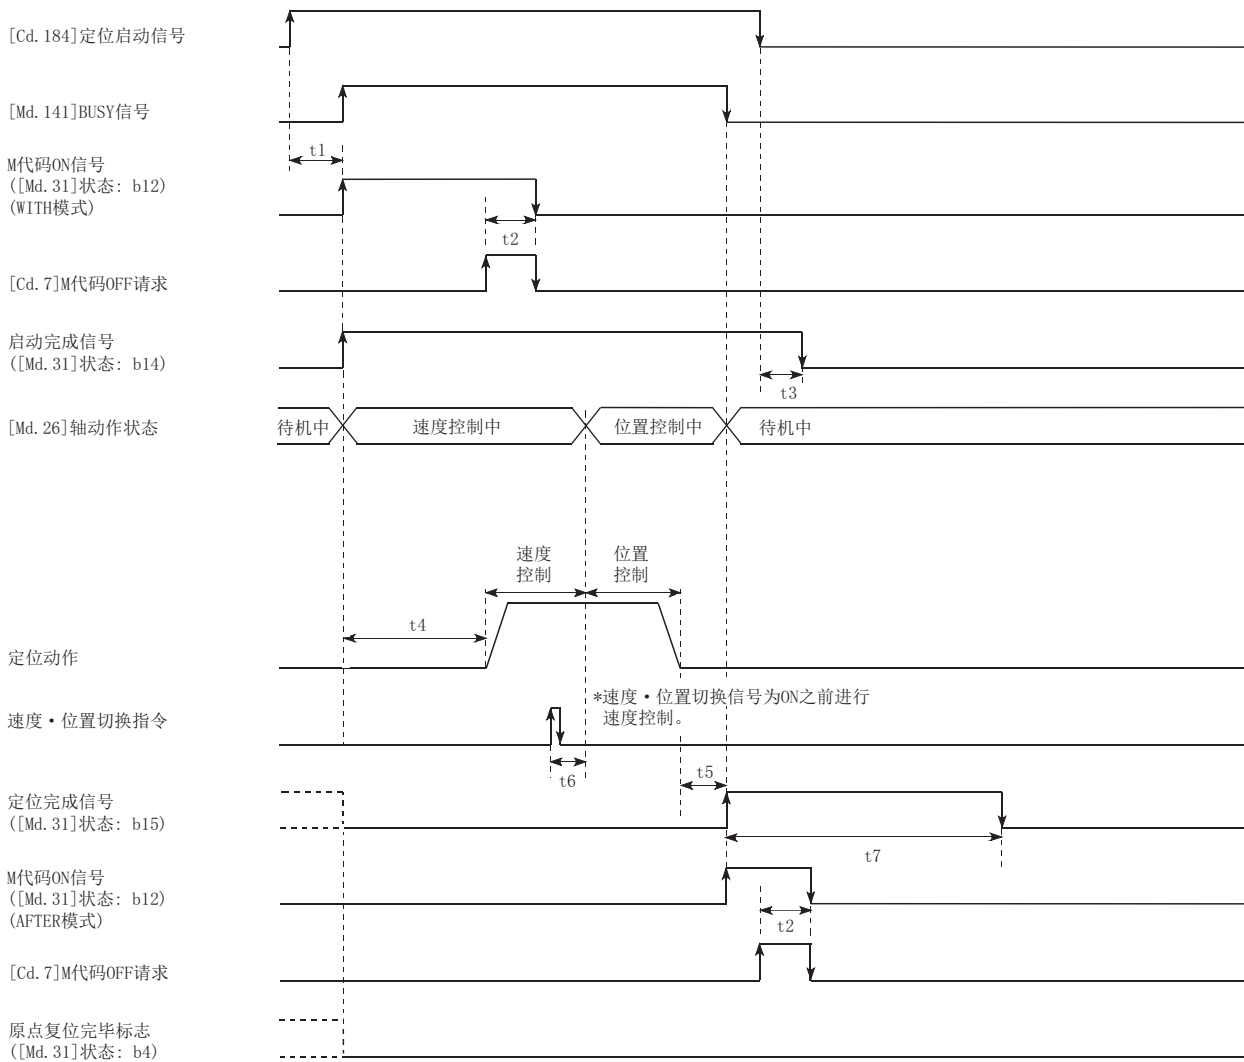 [Cd.184]定位启动信号
[Md.141]BUSY信号
t1
M代码ON信号
([Md.31]状态: b12)
(WITH模式)
t2
[Cd.7]M代码OFF请求
启动完成信号
([Md.31]状态: b14)
t3
[Md.26]轴动作状态
待机中
速度控制中
位置控制中
待机中
速度
控制
位置
控制
t4
定位动作
*速度・位置切换信号为ON之前进行
速度控制。
速度・位置切换指令
t6
t5
定位完成信号
([Md.31]状态: b15)
t7
M代码ON信号
([Md.31]状态: b12)
(AFTER模式)
t2
[Cd.7]M代码OFF请求
原点复位完毕标志
([Md.31]状态: b4)